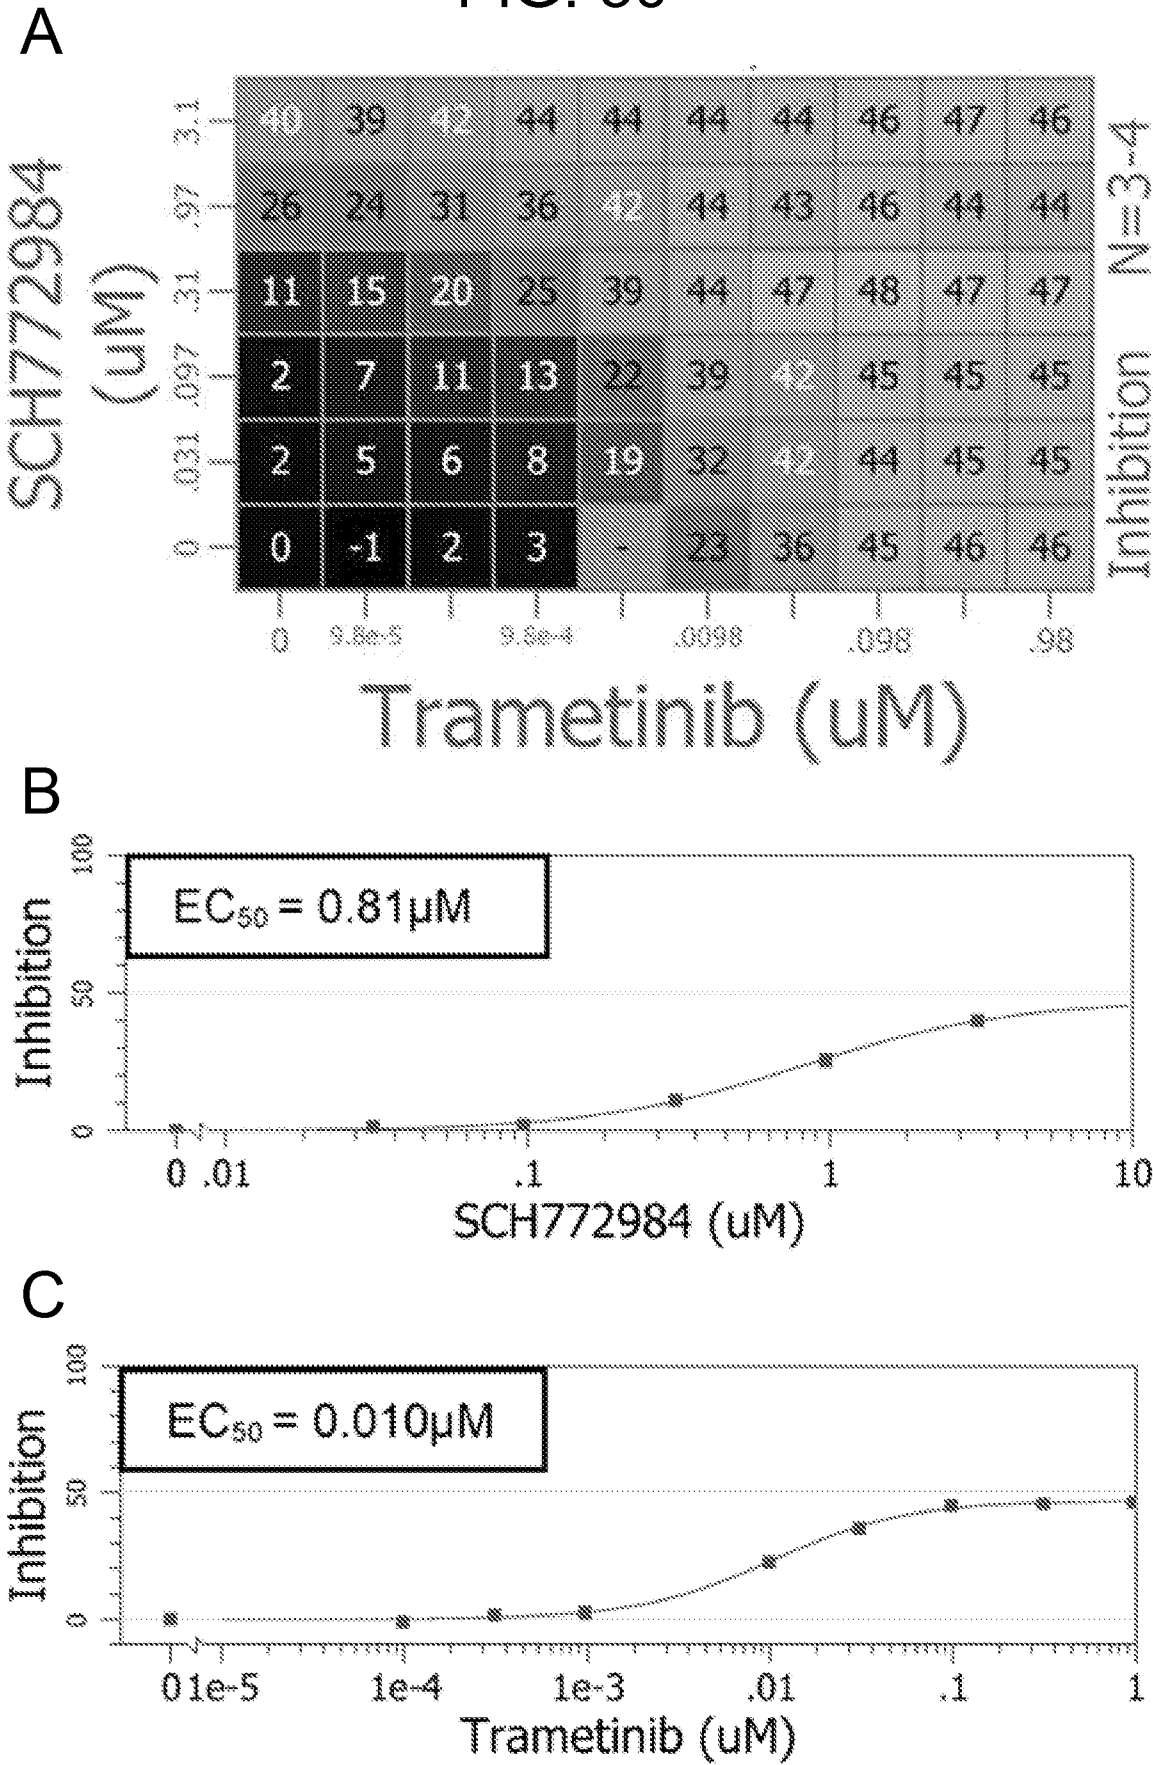 A
SCH772984
(uM)
3.1 40 39 42 44 44 44 44 46 47 46
.97 26 24 31 36 42 44 43 46 44 44
.31 11 15 20 25 39 44 47 48 47 47
.097 2 7 11 13 22 39 42 45 45 45
.031 2 5 6 8 19 32 42 44 45 45
0 0 -1 2 3 - 23 36 45 46 46
0 9.8e-5 9.8e-4 .0098 .098 .98
Trametinib (uM)
Inhibition N=3-4
B
EC50 = 0.81μM
Inhibition
100
50
0
0 .01 .1 1 10
SCH772984 (uM)
C
EC50 = 0.010μM
Inhibition
100
50
0
0 1e-5 1e-4 1e-3 .01 .1 1
Trametinib (uM)